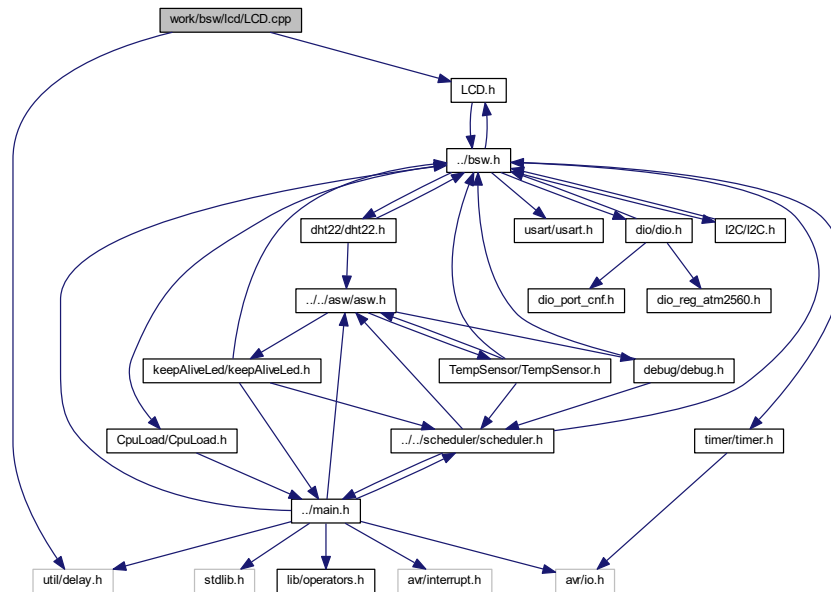 work/bsw/lcd/LCD.cpp
LCD.h
../bsw.h
dht22/dht22.h
usart/usart.h
dio/dio.h
I2C/I2C.h
../../asw/asw.h
dio_port_cnf.h
dio_reg_atm2560.h
keepAliveLed/keepAliveLed.h
TempSensor/TempSensor.h
debug/debug.h
CpuLoad/CpuLoad.h
../../scheduler/scheduler.h
timer/timer.h
../main.h
util/delay.h
stdlib.h
lib/operators.h
avr/interrupt.h
avr/io.h